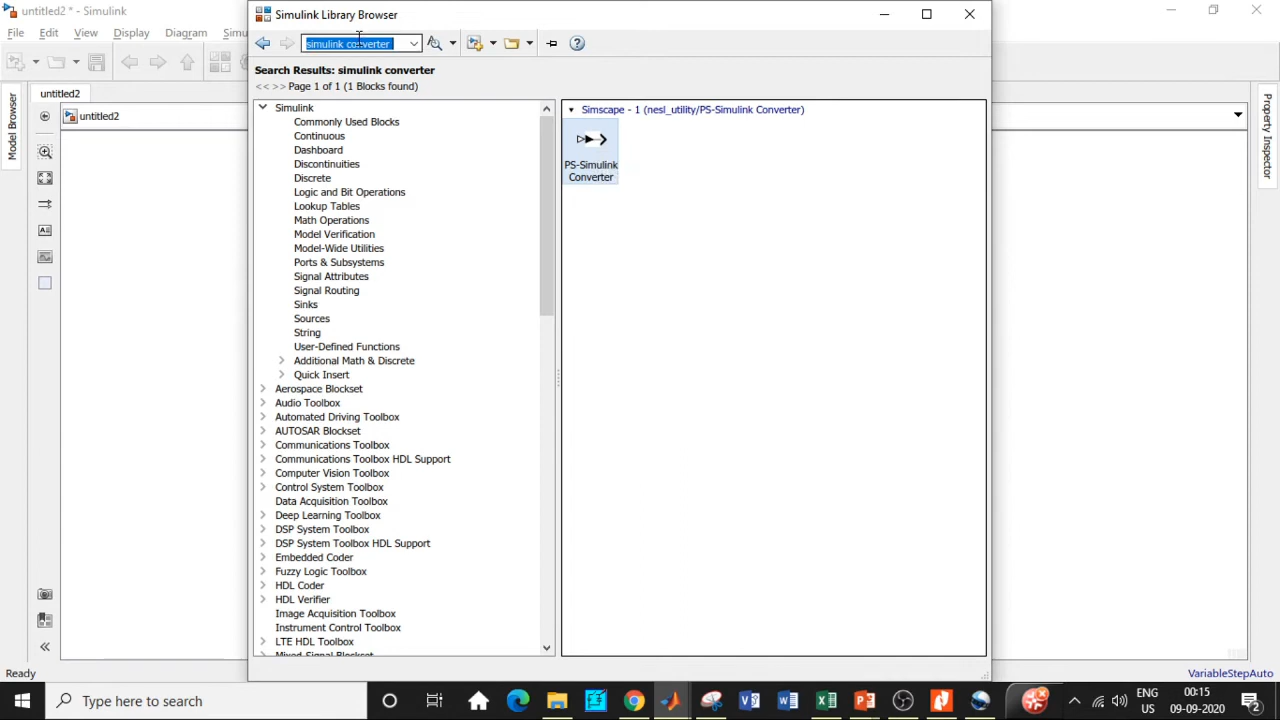 untitled2 * - Simulink
File Edit View Display Diagram Simu
untitled2
untitled2
Model Browser
Property Inspector
Simulink Library Browser
simulink converter
Search Results: simulink converter
<< >> Page 1 of 1 (1 Blocks found)
Simulink
Commonly Used Blocks
Continuous
Dashboard
Discontinuities
Discrete
Logic and Bit Operations
Lookup Tables
Math Operations
Model Verification
Model-Wide Utilities
Ports & Subsystems
Signal Attributes
Signal Routing
Sinks
Sources
String
User-Defined Functions
Additional Math & Discrete
Quick Insert
Aerospace Blockset
Audio Toolbox
Automated Driving Toolbox
AUTOSAR Blockset
Communications Toolbox
Communications Toolbox HDL Support
Computer Vision Toolbox
Control System Toolbox
Data Acquisition Toolbox
Deep Learning Toolbox
DSP System Toolbox
DSP System Toolbox HDL Support
Embedded Coder
Fuzzy Logic Toolbox
HDL Coder
HDL Verifier
Image Acquisition Toolbox
Instrument Control Toolbox
LTE HDL Toolbox
Mixed-Signal Blockset
Simscape - 1 (nesl_utility/PS-Simulink Converter)
PS-Simulink
Converter
Ready
VariableStepAuto
Type here to search
ENG
US
00:15
09-09-2020
2